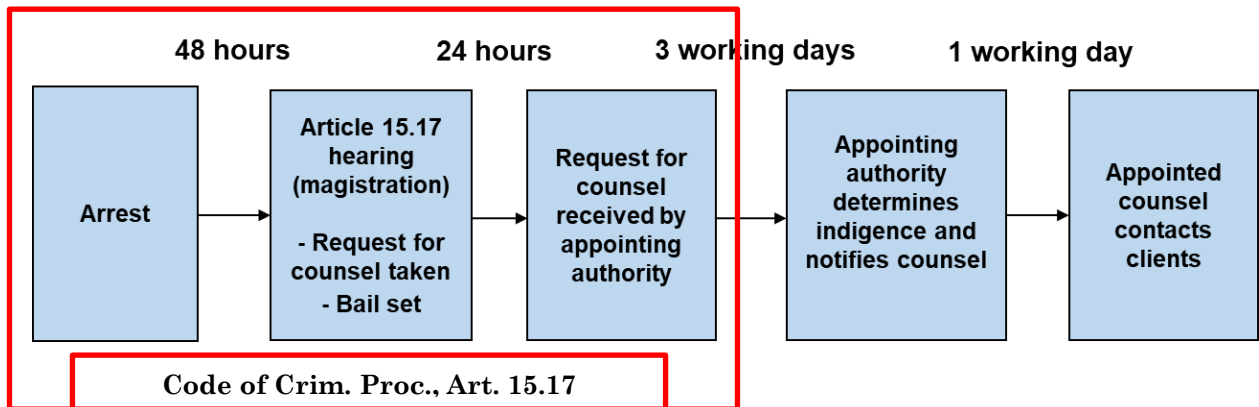 48 hours
24 hours
3 working days
1 working day
Arrest
Article 15.17
hearing
(magistration)
- Request for
counsel taken
- Bail set
Request for
counsel
received by
appointing
authority
Appointing
authority
determines
indigence and
notifies counsel
Appointed
counsel
contacts
clients
Code of Crim. Proc., Art. 15.17